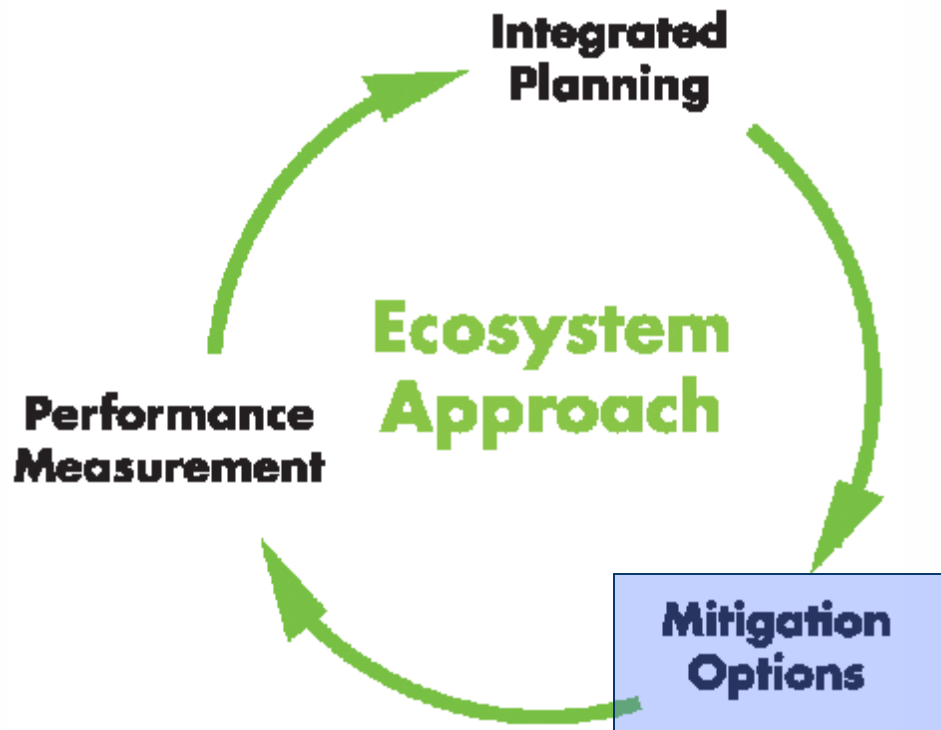 Integrated
Planning
Ecosystem
Approach
Performance
Measurement
Mitigation
Options